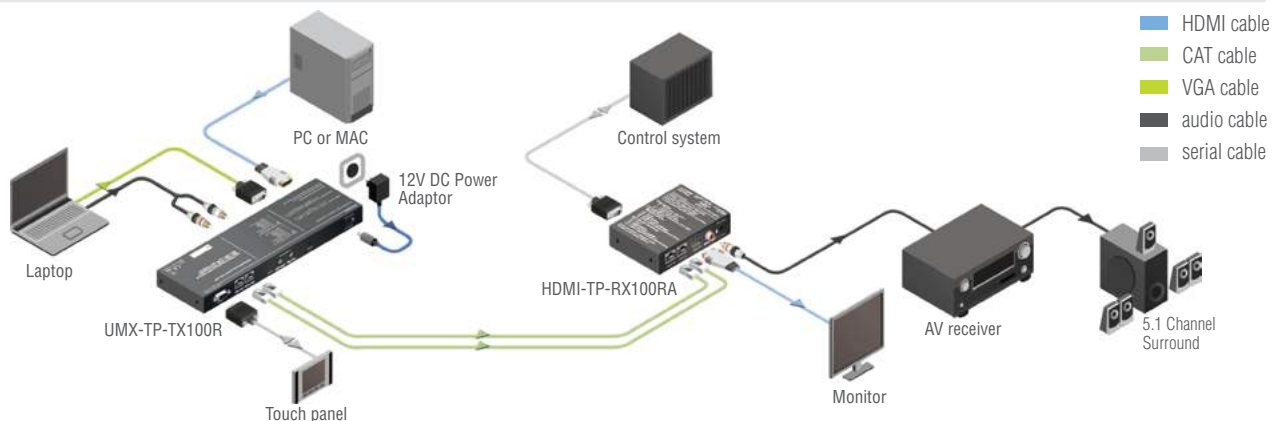 HDMI cable
CAT cable
VGA cable
audio cable
serial cable
PC or MAC
Control system
12V DC Power
Adaptor
Laptop
HDMI-TP-RX100RA
UMX-TP-TX100R
AV receiver
5.1 Channel
Surround
Monitor
Touch panel